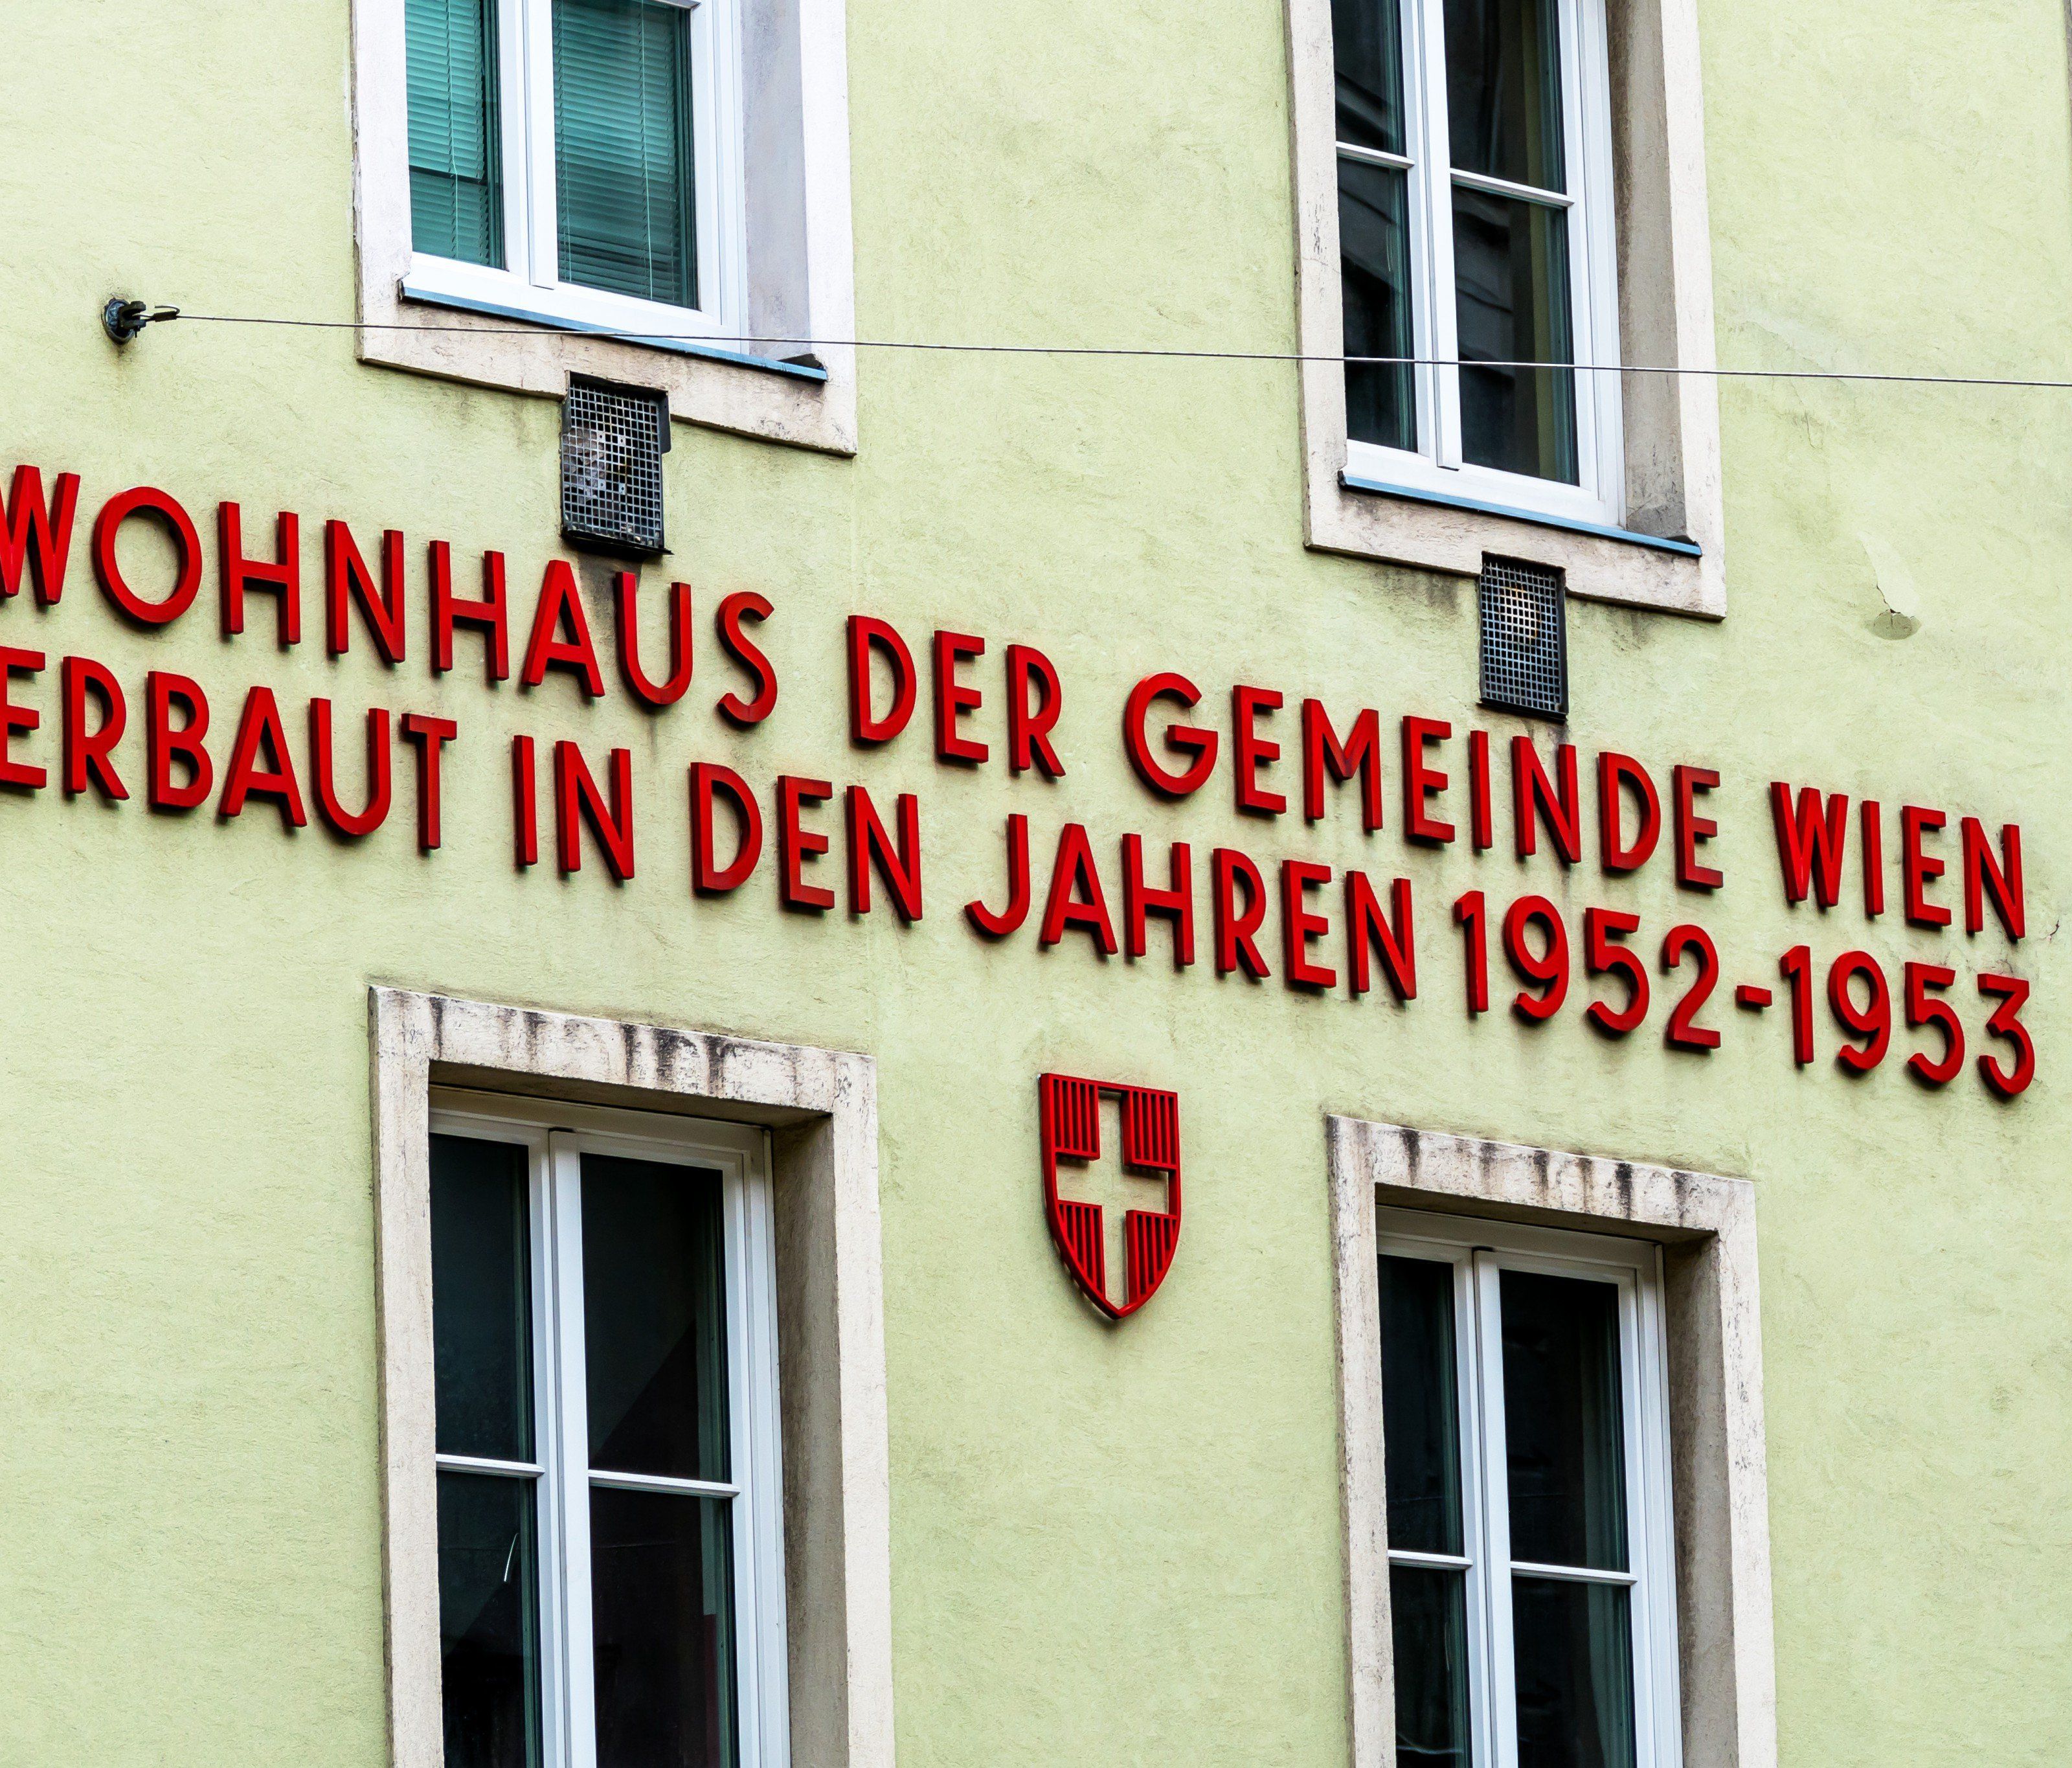 WOHNHAUS DER GEMEINDE WIEN
ERBAUT IN DEN JAHREN 1952-1953